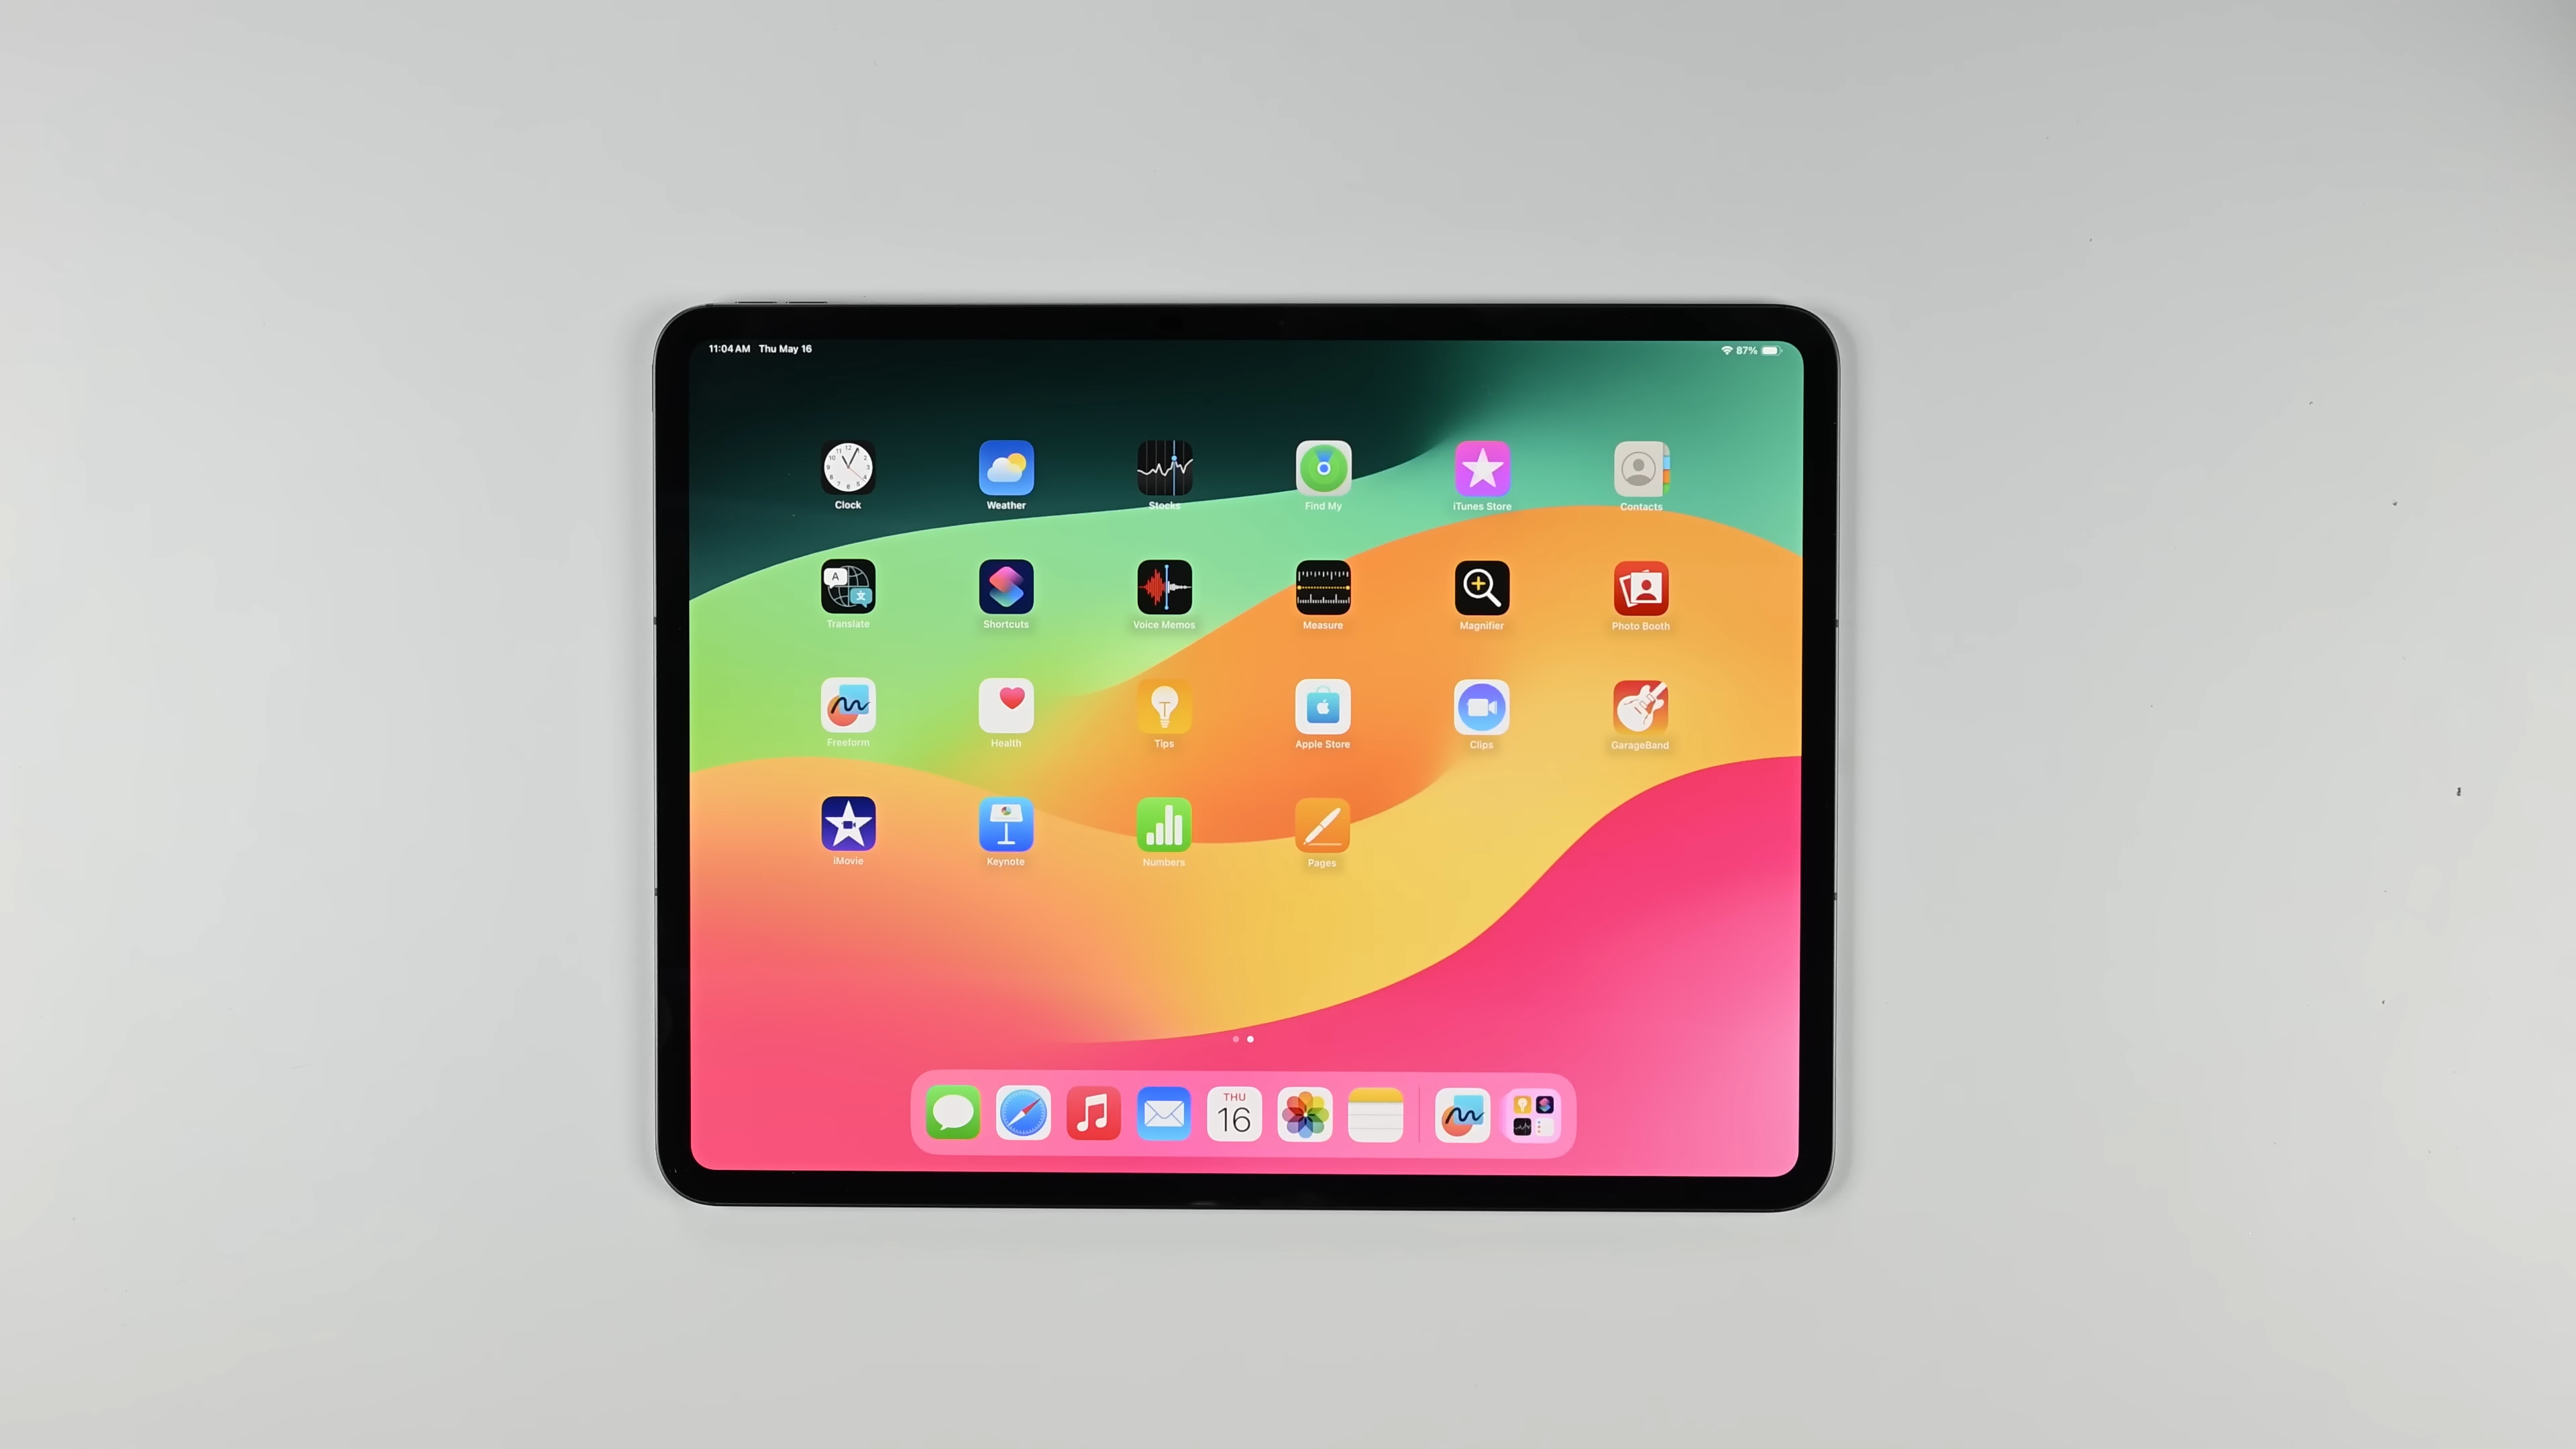 11:04 AM Thu May 16
87%
Clock Weather Stocks Find My iTunes Store Contacts
A
文
Translate Shortcuts Voice Memos Measure Magnifier Photo Booth
Freeform Health Tips Apple Store Clips GarageBand
iMovie Keynote Numbers Pages
THU
16